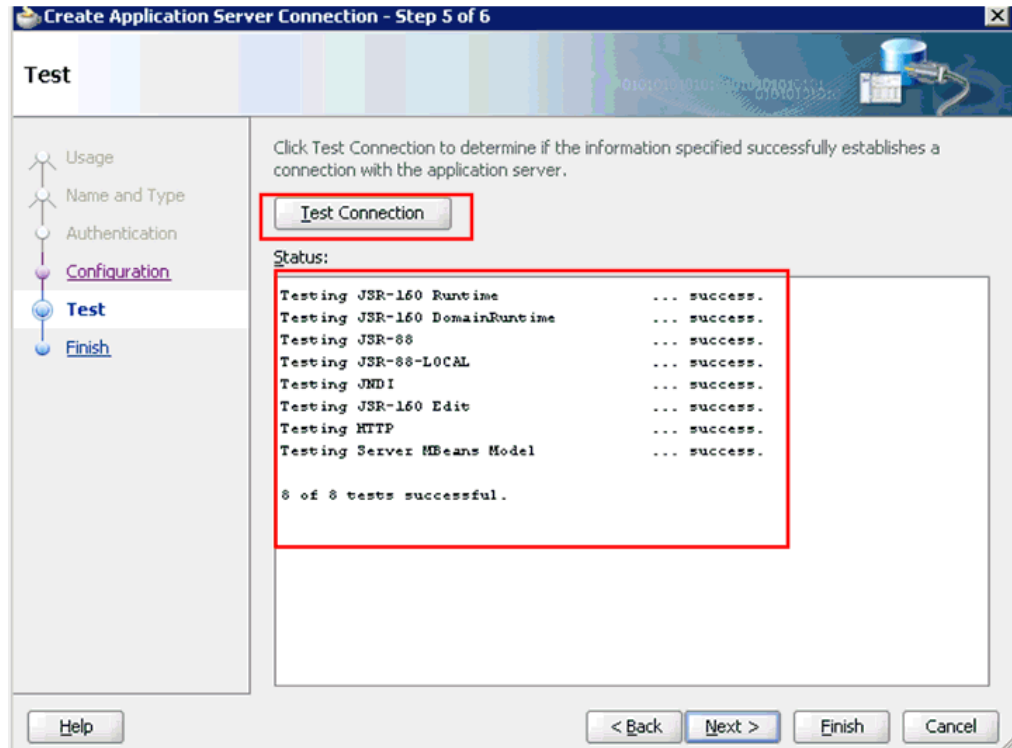 Create Application Server Connection - Step 5 of 6
Test
Usage
Name and Type
Authentication
Configuration
Test
Finish
Click Test Connection to determine if the information specified successfully establishes a
connection with the application server.
Test Connection
Status:
Testing JSR-160 Runtime ... success.
Testing JSR-160 DomainRuntime ... success.
Testing JSR-88 ... success.
Testing JSR-88-LOCAL ... success.
Testing JNDI ... success.
Testing JSR-160 Edit ... success.
Testing HTTP ... success.
Testing Server MBeans Model ... success.
8 of 8 tests successful.
Help
< Back
Next >
Finish
Cancel